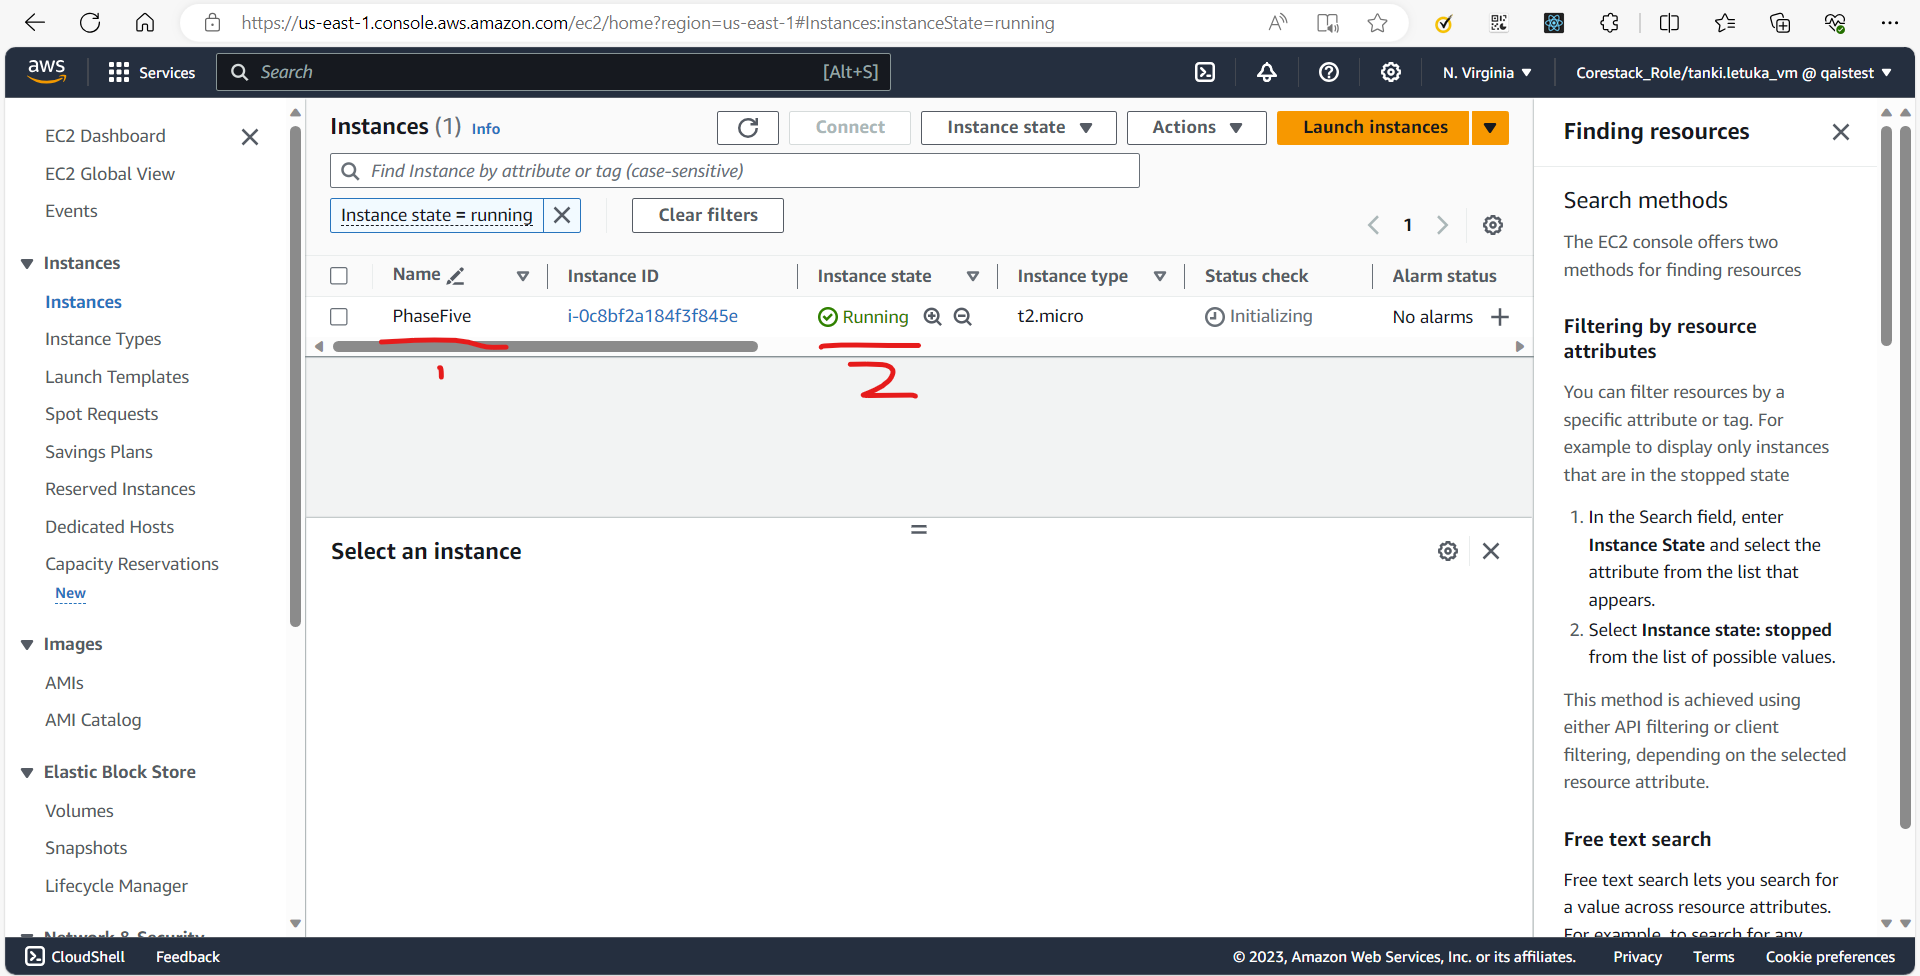 https://us-east-1.console.aws.amazon.com/ec2/home?region=us-east-1#Instances:instanceState=running
aws
Services
Search
[Alt+S]
N. Virginia
Corestack_Role/tanki.letuka_vm @ qaistest
EC2 Dashboard
EC2 Global View
Events
Instances
Instances
Instance Types
Launch Templates
Spot Requests
Savings Plans
Reserved Instances
Dedicated Hosts
Capacity Reservations
New
Images
AMIs
AMI Catalog
Elastic Block Store
Volumes
Snapshots
Lifecycle Manager
Network & Security
Instances (1) Info
Connect
Instance state
Actions
Launch instances
Find Instance by attribute or tag (case-sensitive)
Instance state = running
Clear filters
1
Name
Instance ID
Instance state
Instance type
Status check
Alarm status
PhaseFive
i-0c8bf2a184f3f845e
Running
t2.micro
Initializing
No alarms
1
2
Select an instance
Finding resources
Search methods
The EC2 console offers two
methods for finding resources
Filtering by resource
attributes
You can filter resources by a
specific attribute or tag. For
example to display only instances
that are in the stopped state
1. In the Search field, enter
Instance State and select the
attribute from the list that
appears.
2. Select Instance state: stopped
from the list of possible values.
This method is achieved using
either API filtering or client
filtering, depending on the selected
resource attribute.
Free text search
Free text search lets you search for
a value across resource attributes.
For example, to search for any
CloudShell
Feedback
© 2023, Amazon Web Services, Inc. or its affiliates.
Privacy
Terms
Cookie preferences